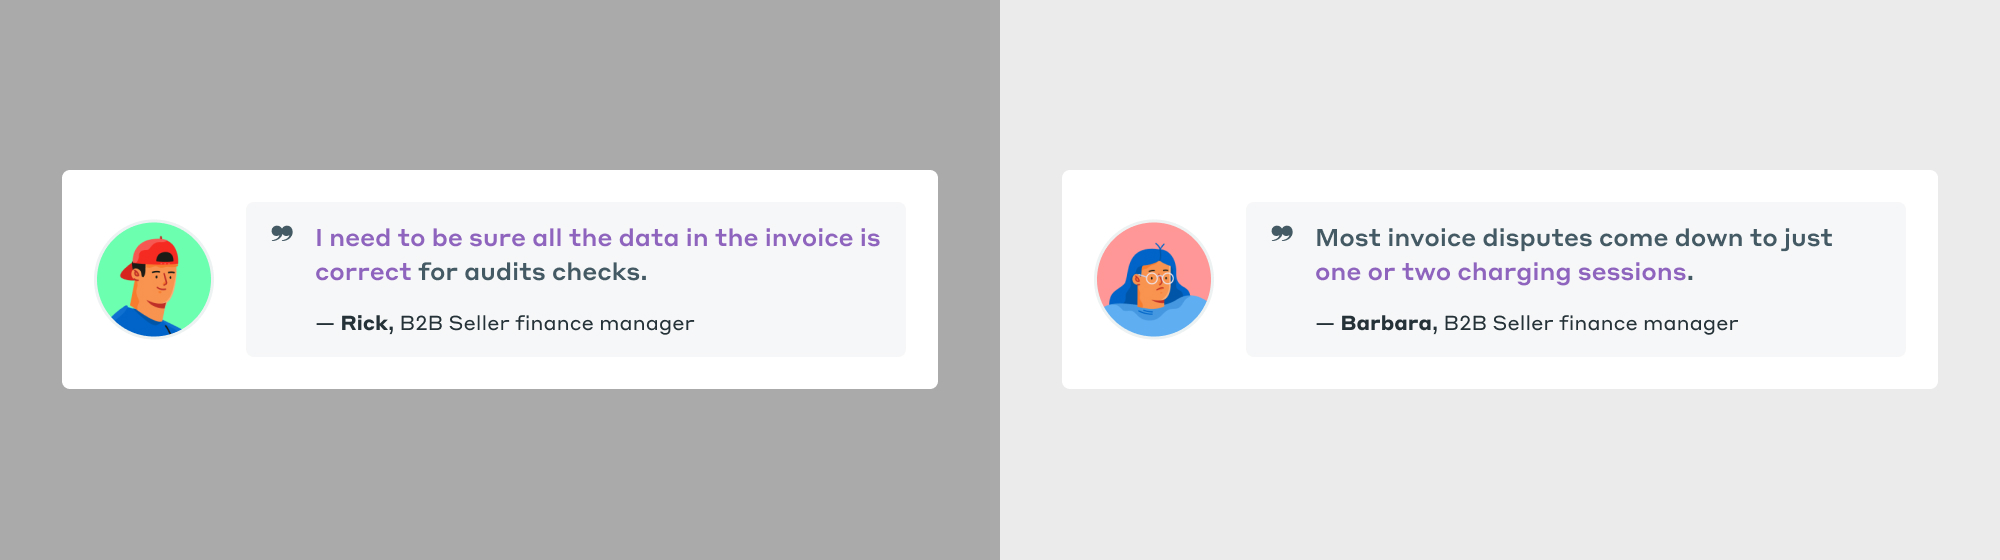 ❞ I need to be sure all the data in the invoice is
correct for audits checks.
— Rick, B2B Seller finance manager
❞ Most invoice disputes come down to just
one or two charging sessions.
— Barbara, B2B Seller finance manager